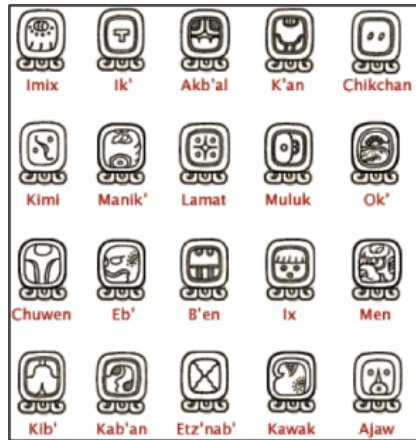 Imix Ik' Akb'al K'an Chikchan
Kimi Manik' Lamat Muluk Ok'
Chuwen Eb' B'en Ix Men
Kib' Kab'an Etz'nab' Kawak Ajaw